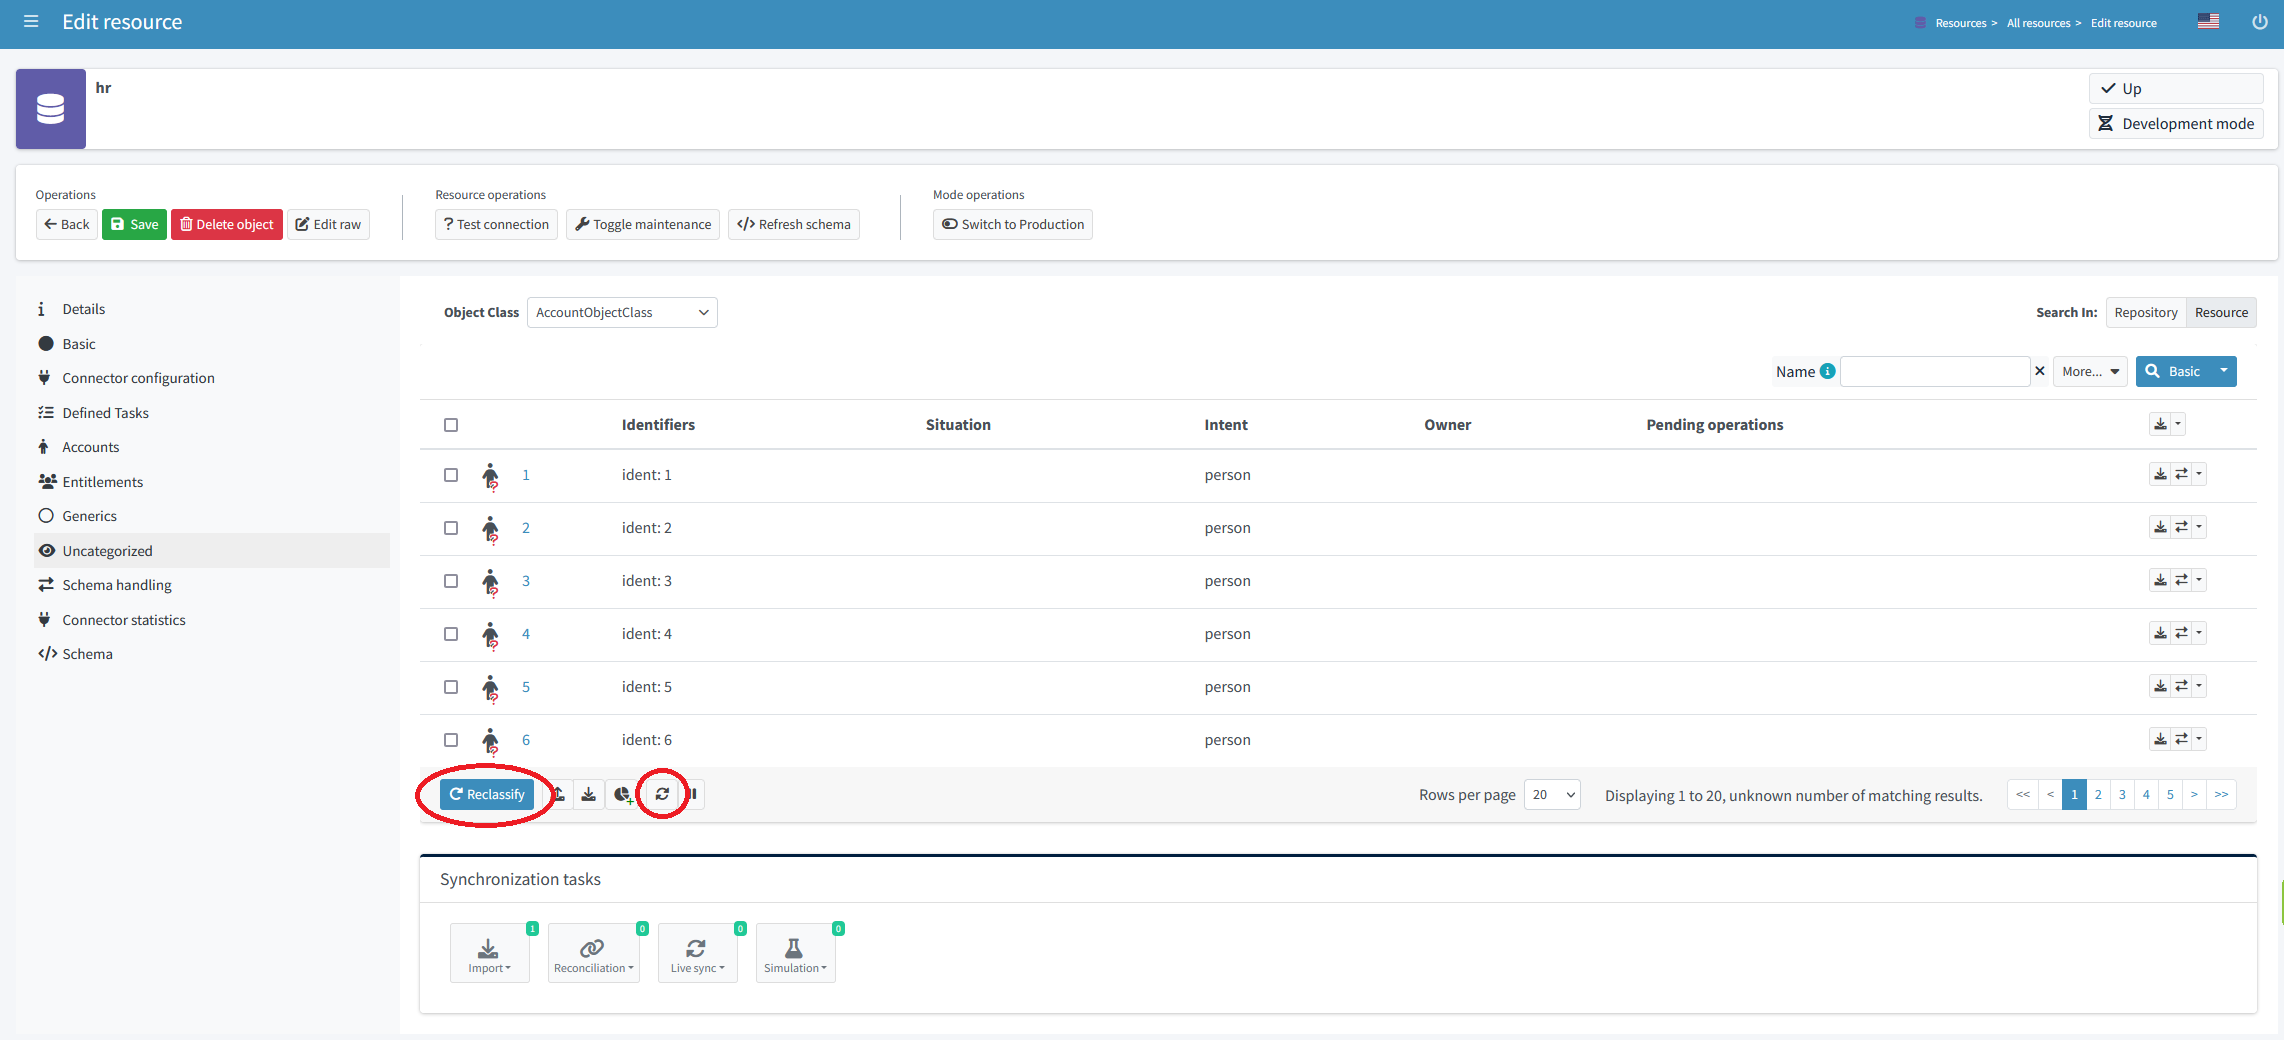 Edit resource
Resources > All resources > Edit resource
hr
Up
Development mode
Operations
Resource operations
Mode operations
Back Save Delete object Edit raw
? Test connection Toggle maintenance </> Refresh schema
Switch to Production
Details
Basic
Connector configuration
Defined Tasks
Accounts
Entitlements
Generics
Uncategorized
Schema handling
Connector statistics
</> Schema
Object Class AccountObjectClass
Search In: Repository Resource
Name More... Basic
Identifiers Situation Intent Owner Pending operations
1 ident: 1 person
2 ident: 2 person
3 ident: 3 person
4 ident: 4 person
5 ident: 5 person
6 ident: 6 person
Reclassify
Rows per page 20 Displaying 1 to 20, unknown number of matching results. << < 1 2 3 4 5 > >>
Synchronization tasks
1 0 0 0
Import Reconciliation Live sync Simulation